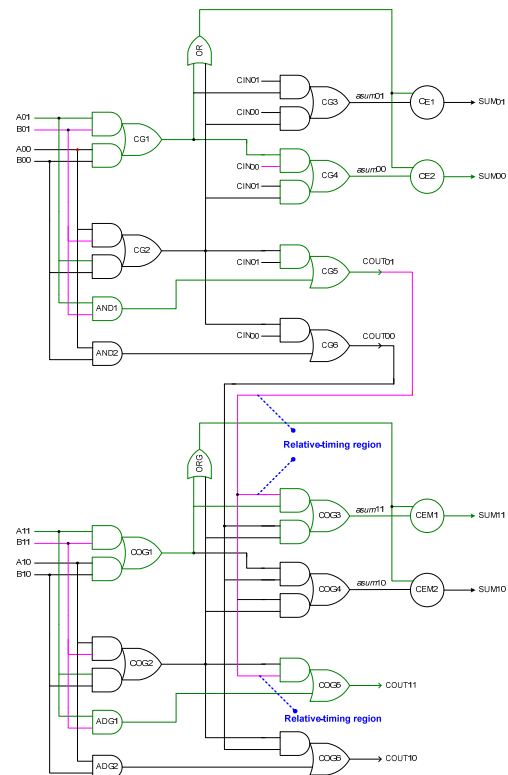 OR
CIN01
CG3
asum01
CE1
SUM01
CIN00
A01
B01
CG1
A00
B00
CIN00
CG4
asum00
CE2
SUM00
CIN01
CG2
CIN01
CG5
COUT01
AND1
CIN00
CG6
COUT00
AND2
Relative-timing region
ORG
COG3
asum11
CEM1
SUM11
A11
B11
COG1
A10
B10
COG4
asum10
CEM2
SUM10
COG2
COG5
COUT11
ADG1
Relative-timing region
COG6
COUT10
ADG2